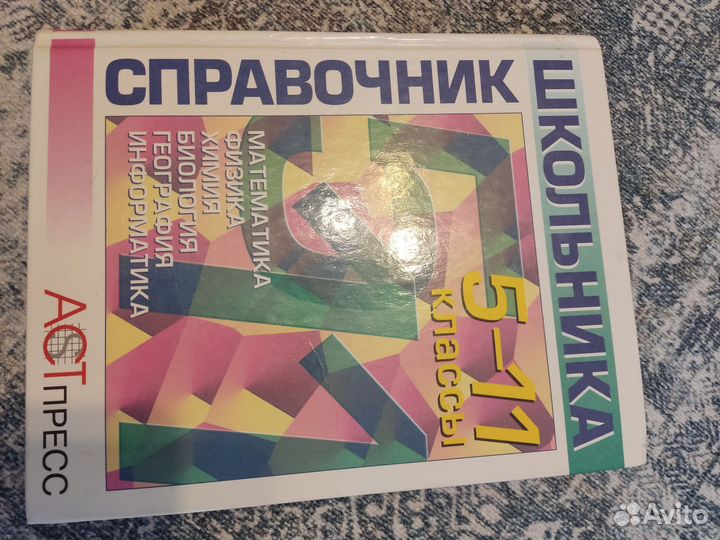 СПРАВОЧНИК
ШКОЛЬНИКА
5-11
КЛАССЫ
МАТЕМАТИКА
ФИЗИКА
ХИМИЯ
БИОЛОГИЯ
ГЕОГРАФИЯ
ИНФОРМАТИКА
АСТ
ПРЕСС
Avito